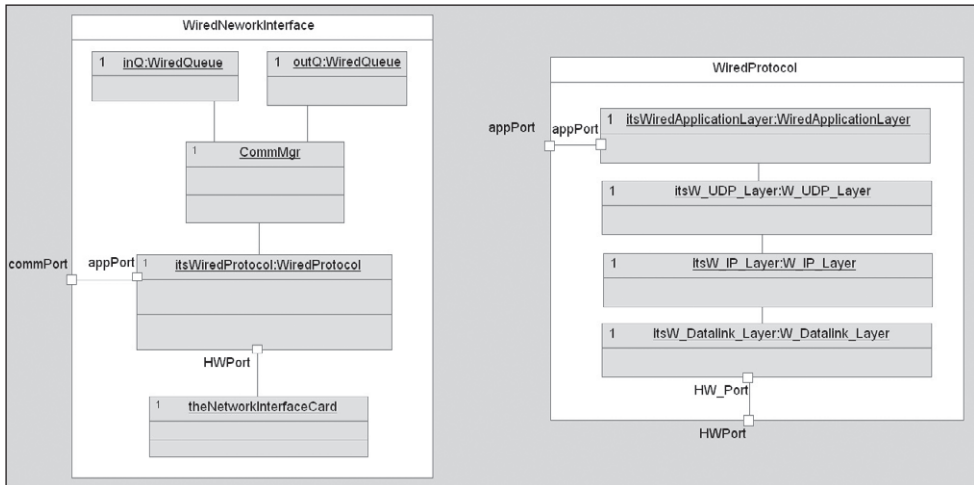 WiredNeworkInterface
1 inQ:WiredQueue
1 outQ:WiredQueue
1 CommMgr
commPort
appPort
1 itsWiredProtocol:WiredProtocol
HWPort
1 theNetworkInterfaceCard
WiredProtocol
appPort
appPort
1 itsWiredApplicationLayer:WiredApplicationLayer
1 itsW_UDP_Layer:W_UDP_Layer
1 itsW_IP_Layer:W_IP_Layer
1 itsW_Datalink_Layer:W_Datalink_Layer
HW_Port
HWPort